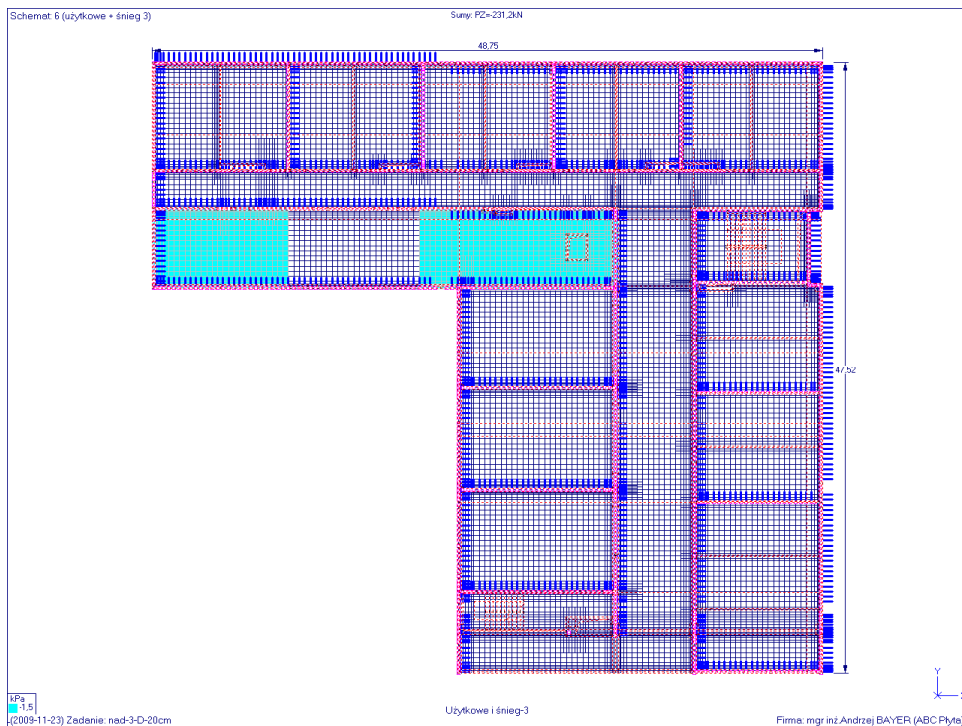 Schemat: 6 (użytkowe + śnieg 3)
Sumy: PZ=-231,2kN
48,75
47,52
Y
kPa
-1,5
(2009-11-23) Zadanie: nad-3-D-20cm
Użytkowe i śnieg-3
Firma: mgr inż.Andrzej BAYER (ABC Płyta